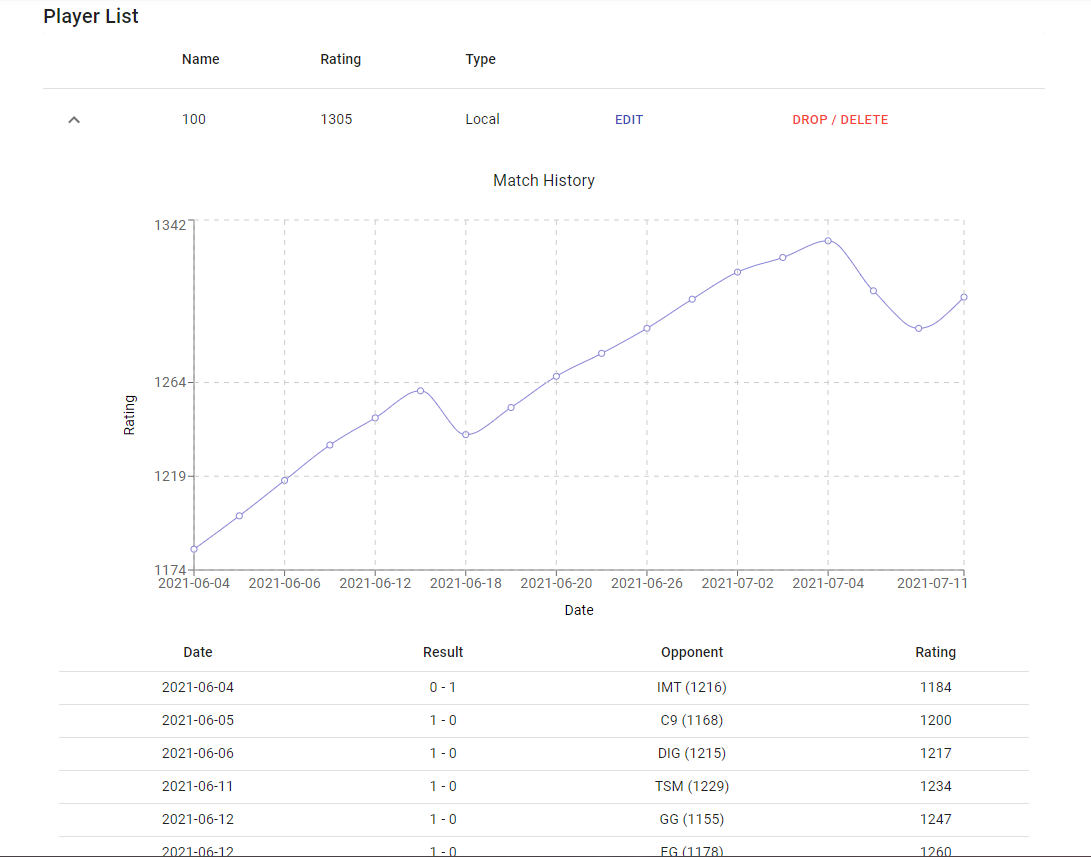 Player List
Name Rating Type
100 1305 Local EDIT DROP / DELETE
Match History
1342
1264
1219
1174
Rating
2021-06-04 2021-06-06 2021-06-12 2021-06-18 2021-06-20 2021-06-26 2021-07-02 2021-07-04 2021-07-11
Date
Date Result Opponent Rating
2021-06-04 0 - 1 IMT (1216) 1184
2021-06-05 1 - 0 C9 (1168) 1200
2021-06-06 1 - 0 DIG (1215) 1217
2021-06-11 1 - 0 TSM (1229) 1234
2021-06-12 1 - 0 GG (1155) 1247
2021-06-12 1 - 0 EG (1178) 1260